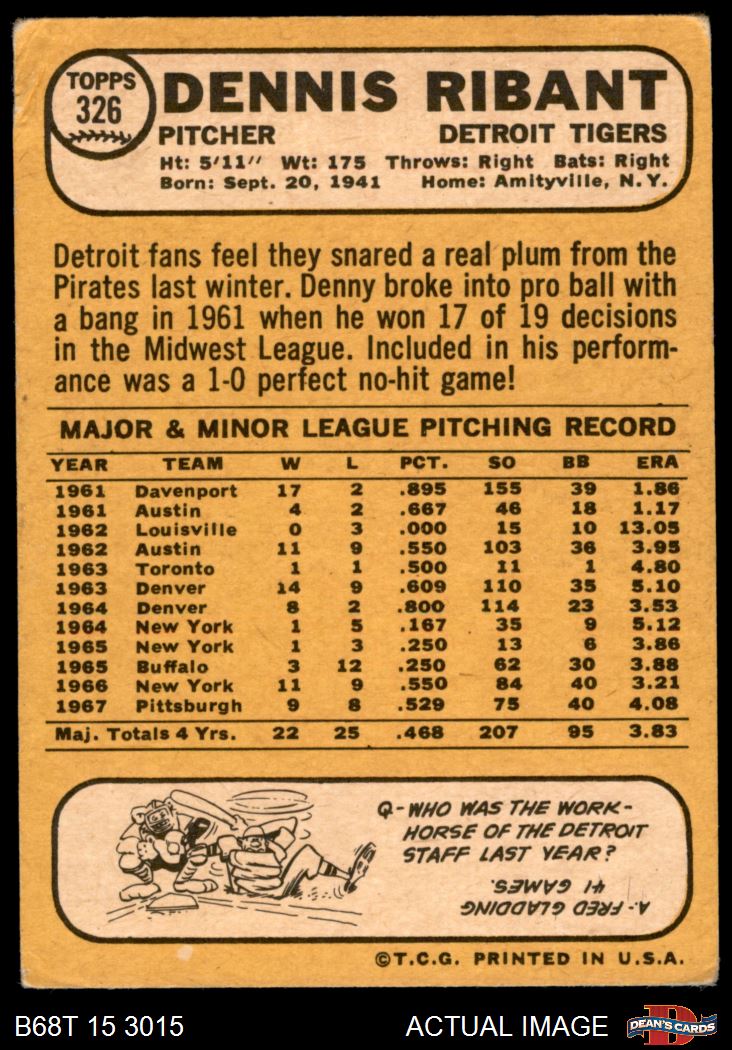 TOPPS
326
DENNIS RIBANT
PITCHER DETROIT TIGERS
Ht: 5'11" Wt: 175 Throws: Right Bats: Right
Born: Sept. 20, 1941 Home: Amityville, N.Y.
Detroit fans feel they snared a real plum from the
Pirates last winter. Denny broke into pro ball with
a bang in 1961 when he won 17 of 19 decisions
in the Midwest League. Included in his perform-
ance was a 1-0 perfect no-hit game!
MAJOR & MINOR LEAGUE PITCHING RECORD
YEAR TEAM W L PCT. SO BB ERA
1961 Davenport 17 2 .895 155 39 1.86
1961 Austin 4 2 .667 46 18 1.17
1962 Louisville 0 3 .000 15 10 13.05
1962 Austin 11 9 .550 103 36 3.95
1963 Toronto 1 1 .500 11 1 4.80
1963 Denver 14 9 .609 110 35 5.10
1964 Denver 8 2 .800 114 23 3.53
1964 New York 1 5 .167 35 9 5.12
1965 New York 1 3 .250 13 6 3.86
1965 Buffalo 3 12 .250 62 30 3.88
1966 New York 11 9 .550 84 40 3.21
1967 Pittsburgh 9 8 .529 75 40 4.08
Maj. Totals 4 Yrs. 22 25 .468 207 95 3.83
Q-WHO WAS THE WORK-
HORSE OF THE DETROIT
STAFF LAST YEAR?
A-FRED GLADDING
41 GAMES.
©T.C.G. PRINTED IN U.S.A.
B68T 15 3015 ACTUAL IMAGE DEAN'S CARDS